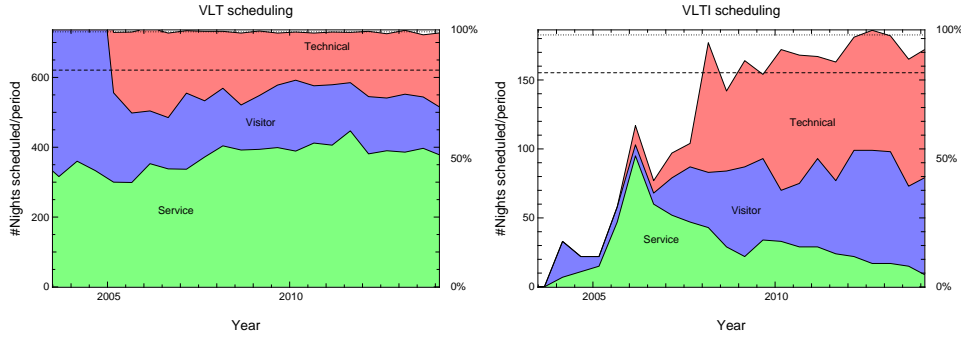 VLT scheduling
#Nights scheduled/period
600
400
200
0
100%
50%
0%
Technical
Visitor
Service
2005
2010
Year
VLTI scheduling
#Nights scheduled/period
150
100
50
0
100%
50%
0%
Technical
Visitor
Service
2005
2010
Year